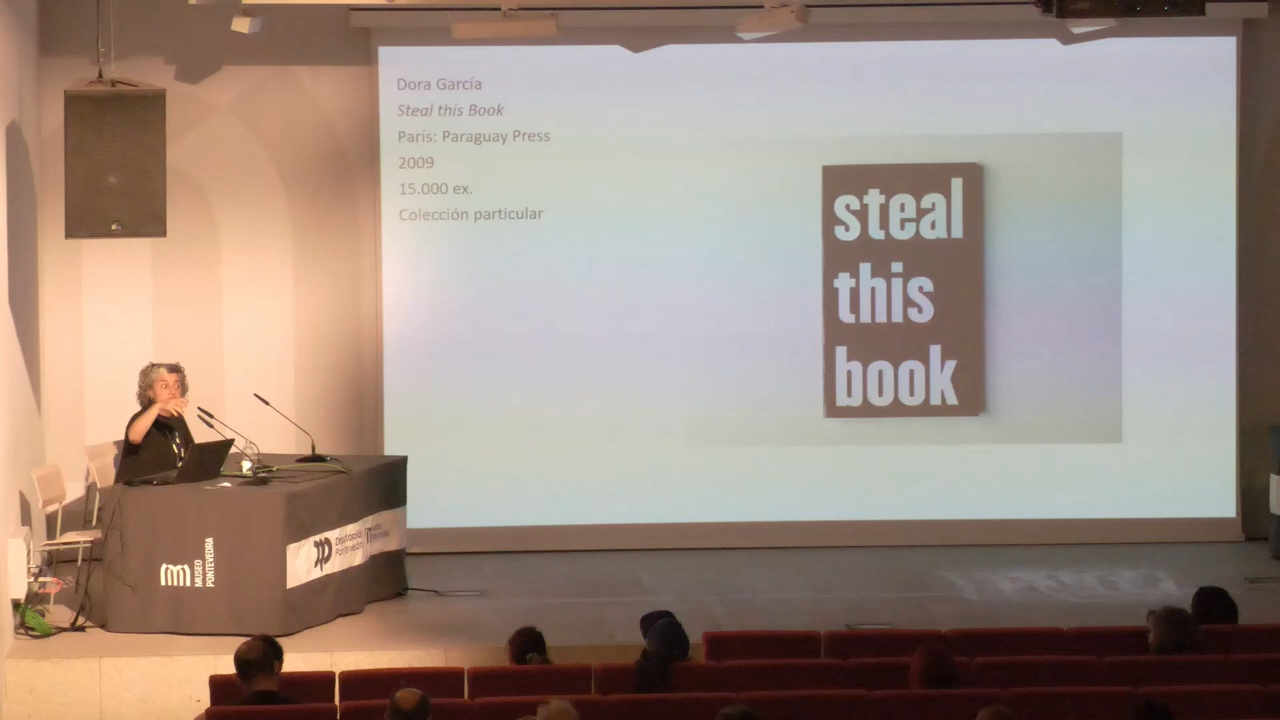 Dora García
Steal this Book
París: Paraguay Press
2009
15.000 ex.
Colección particular
steal
this
book
MUSEO
PONTEVEDRA
Deputación
Pontevedra